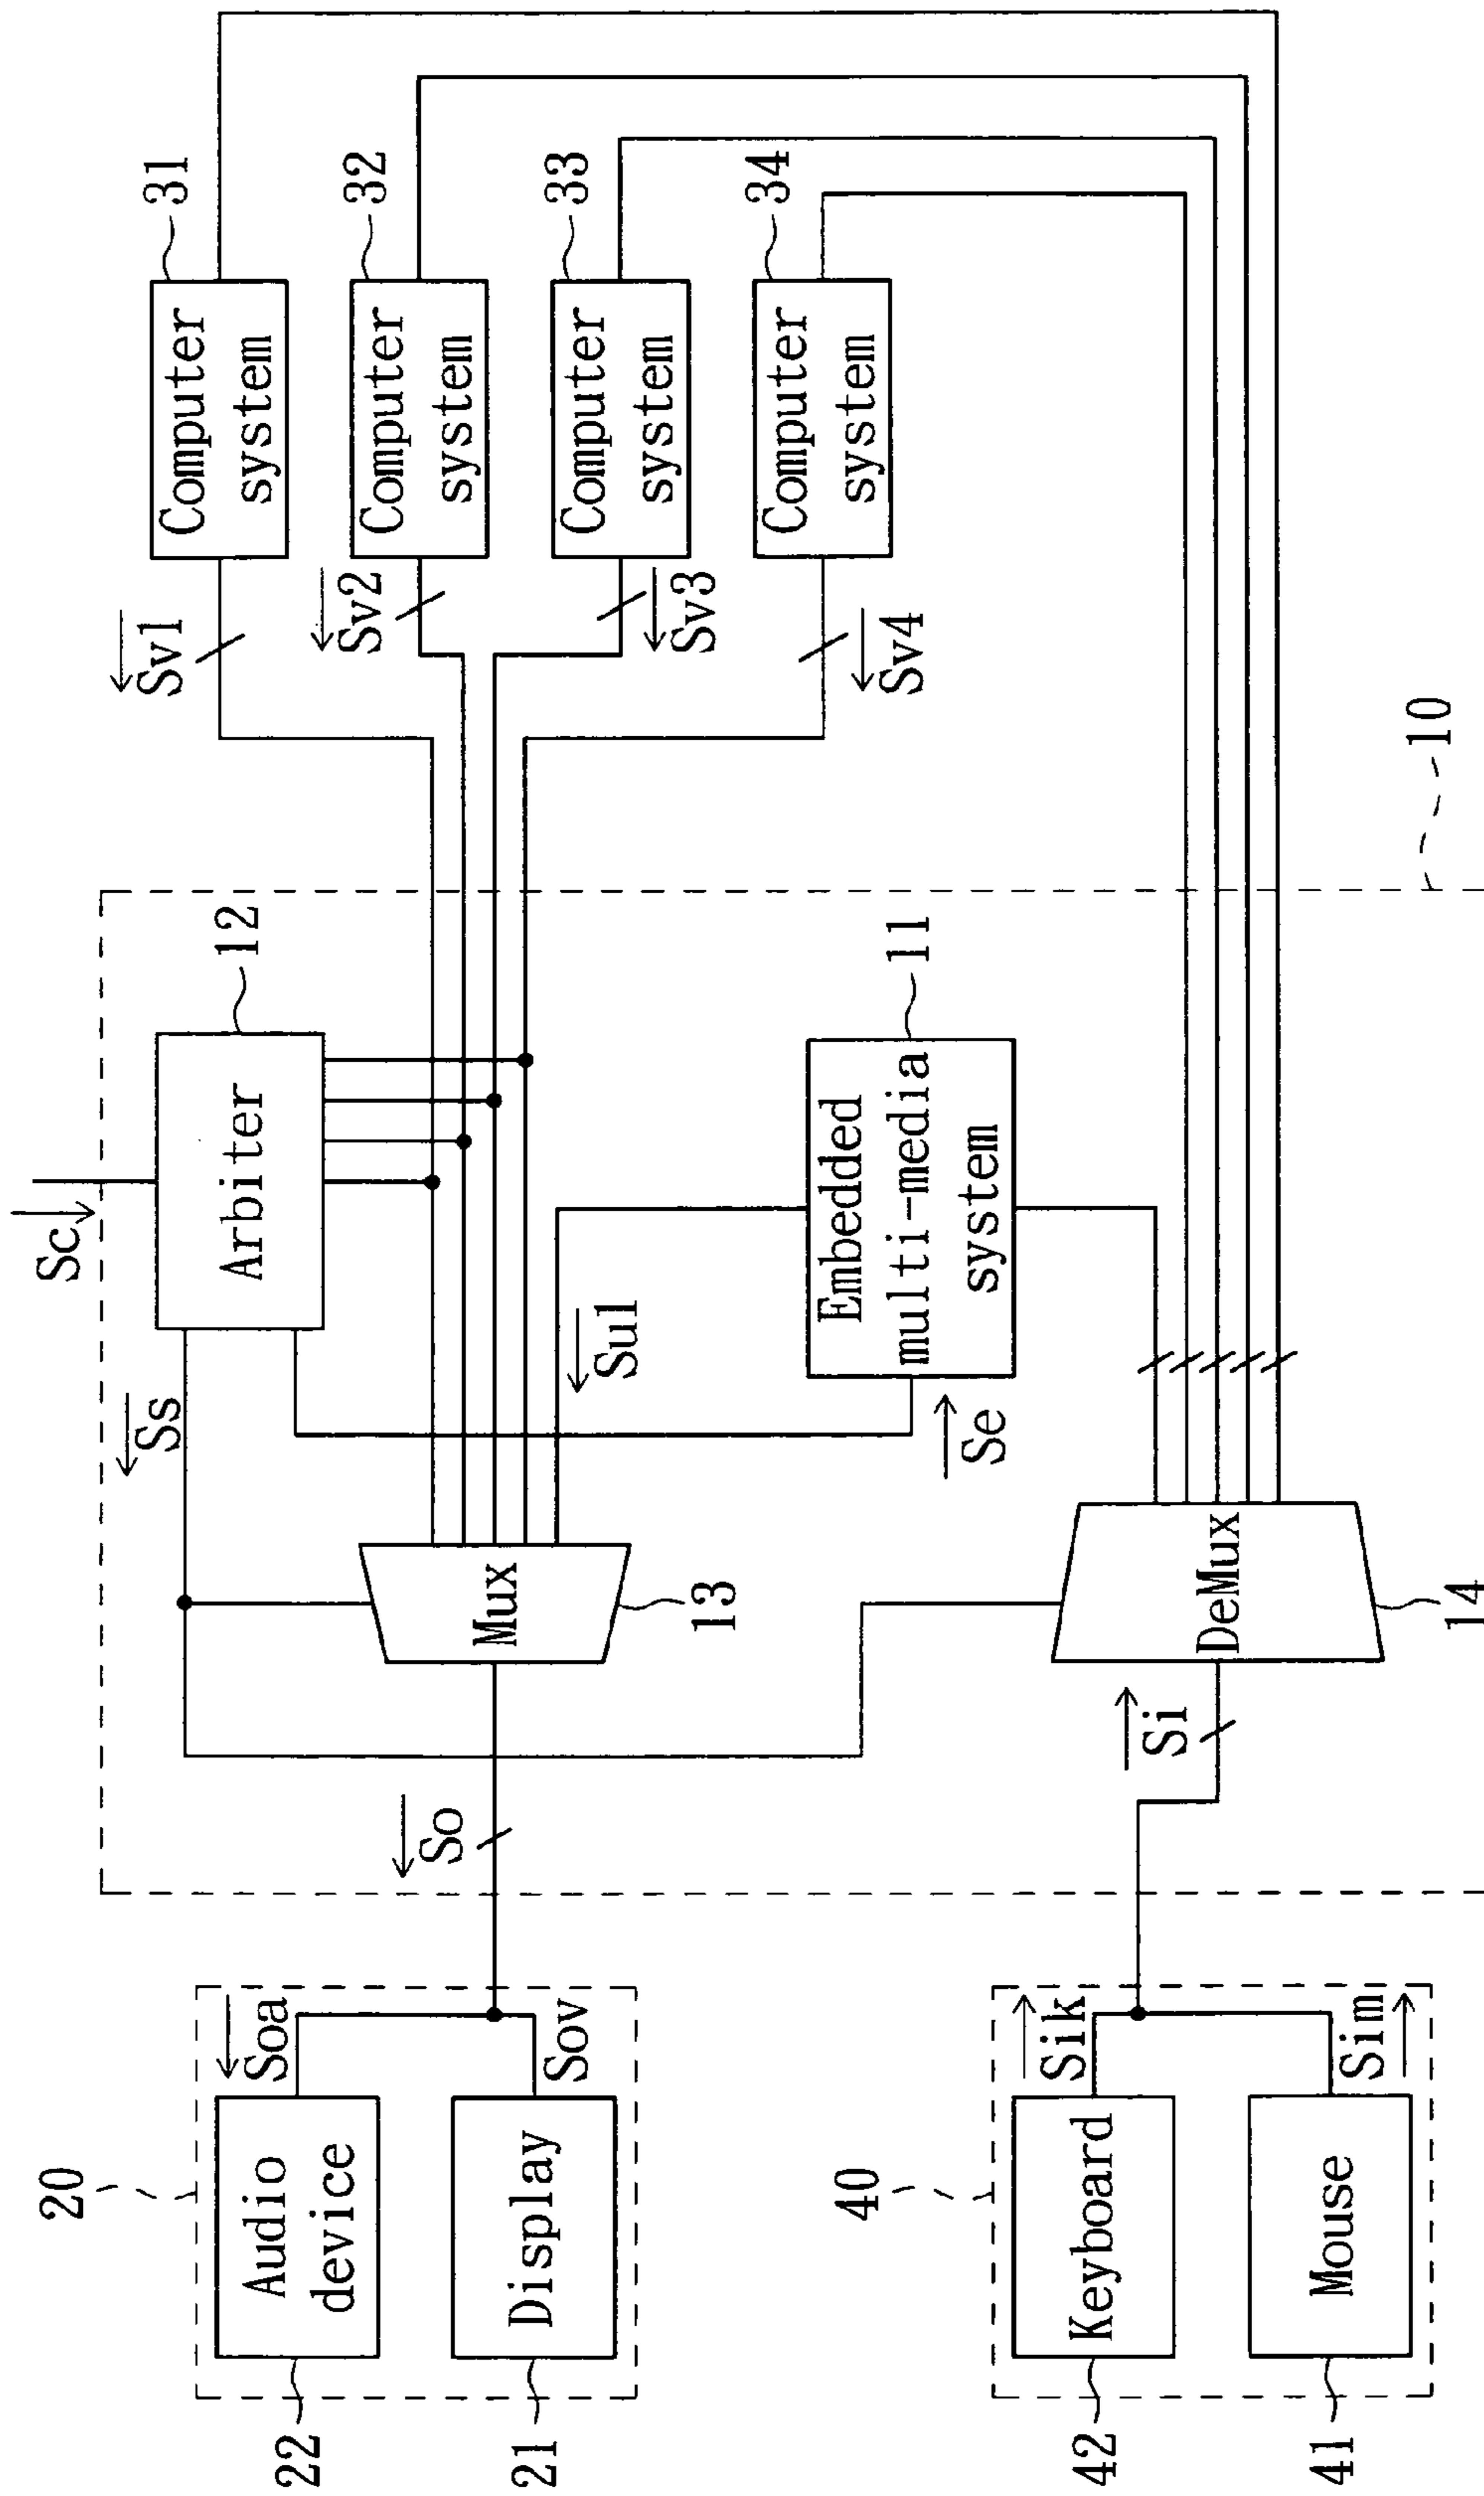 20
22
Audio
device
Soa
21
Display
Sov
40
42
Keyboard
Sik
41
Mouse
Sim
So
Si
Ss
Sc
Arbiter
12
Mux
13
Su1
Se
Embedded
multi-media
system
11
DeMux
14
10
Sv1
Computer
system
31
Sv2
Computer
system
32
Sv3
Computer
system
33
Sv4
Computer
system
34